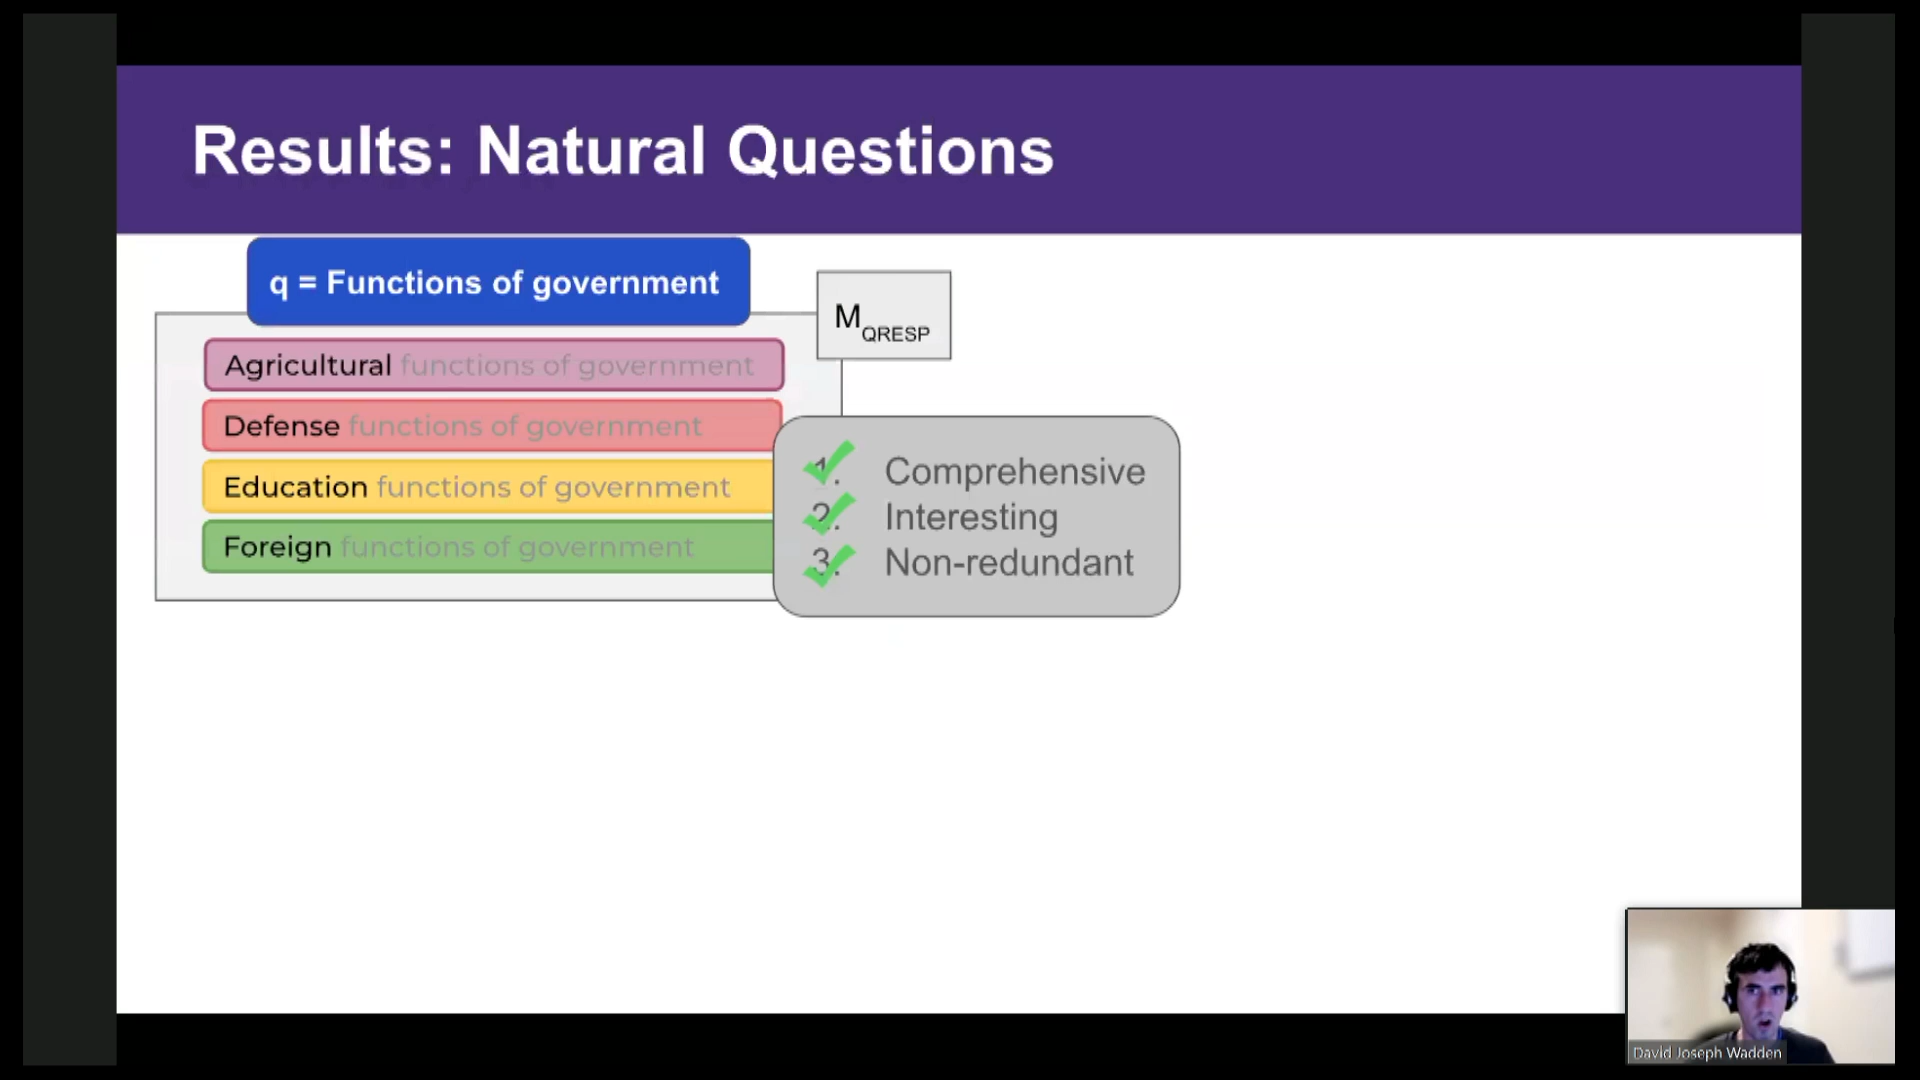 Results: Natural Questions
q = Functions of government
M QRESP
Agricultural functions of government
Defense functions of government
Education functions of government
Foreign functions of government
1. Comprehensive
2. Interesting
3. Non-redundant
David Joseph Wadden